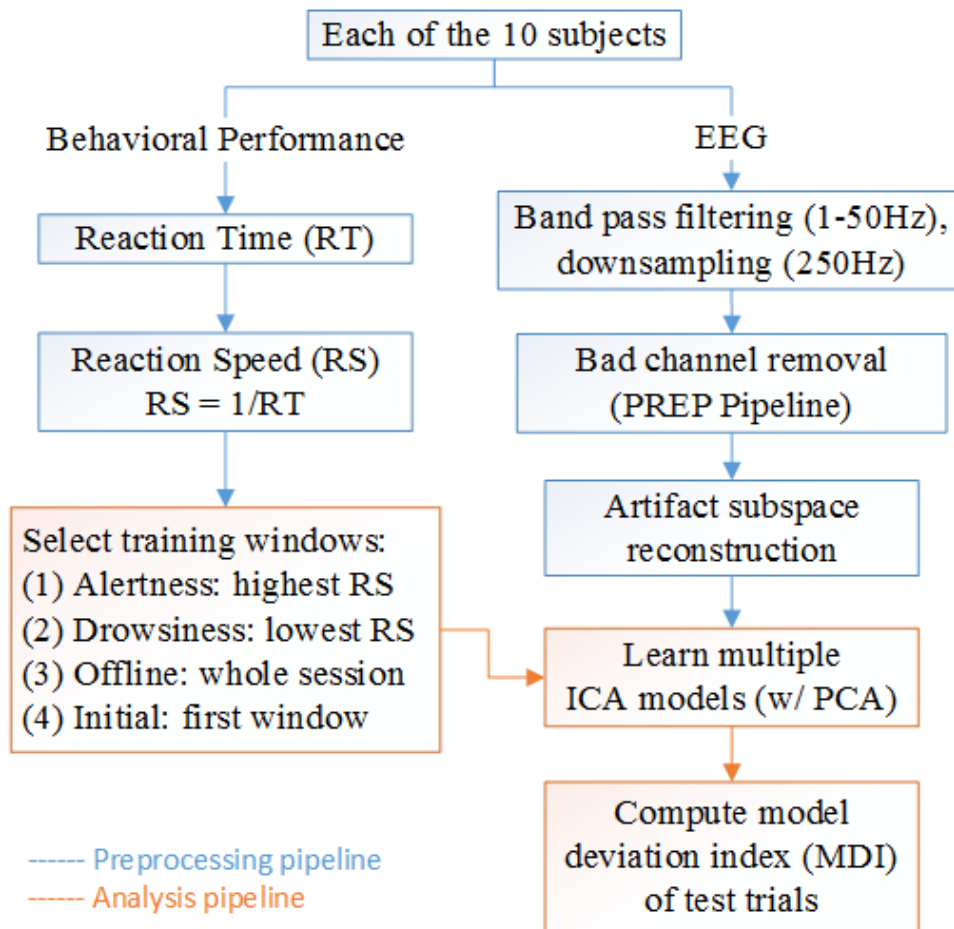 Each of the 10 subjects
Behavioral Performance
Reaction Time (RT)
Reaction Speed (RS)
RS = 1/RT
Select training windows:
(1) Alertness: highest RS
(2) Drowsiness: lowest RS
(3) Offline: whole session
(4) Initial: first window
EEG
Band pass filtering (1-50Hz),
downsampling (250Hz)
Bad channel removal
(PREP Pipeline)
Artifact subspace
reconstruction
Learn multiple
ICA models (w/ PCA)
Compute model
deviation index (MDI)
of test trials
------ Preprocessing pipeline
------ Analysis pipeline